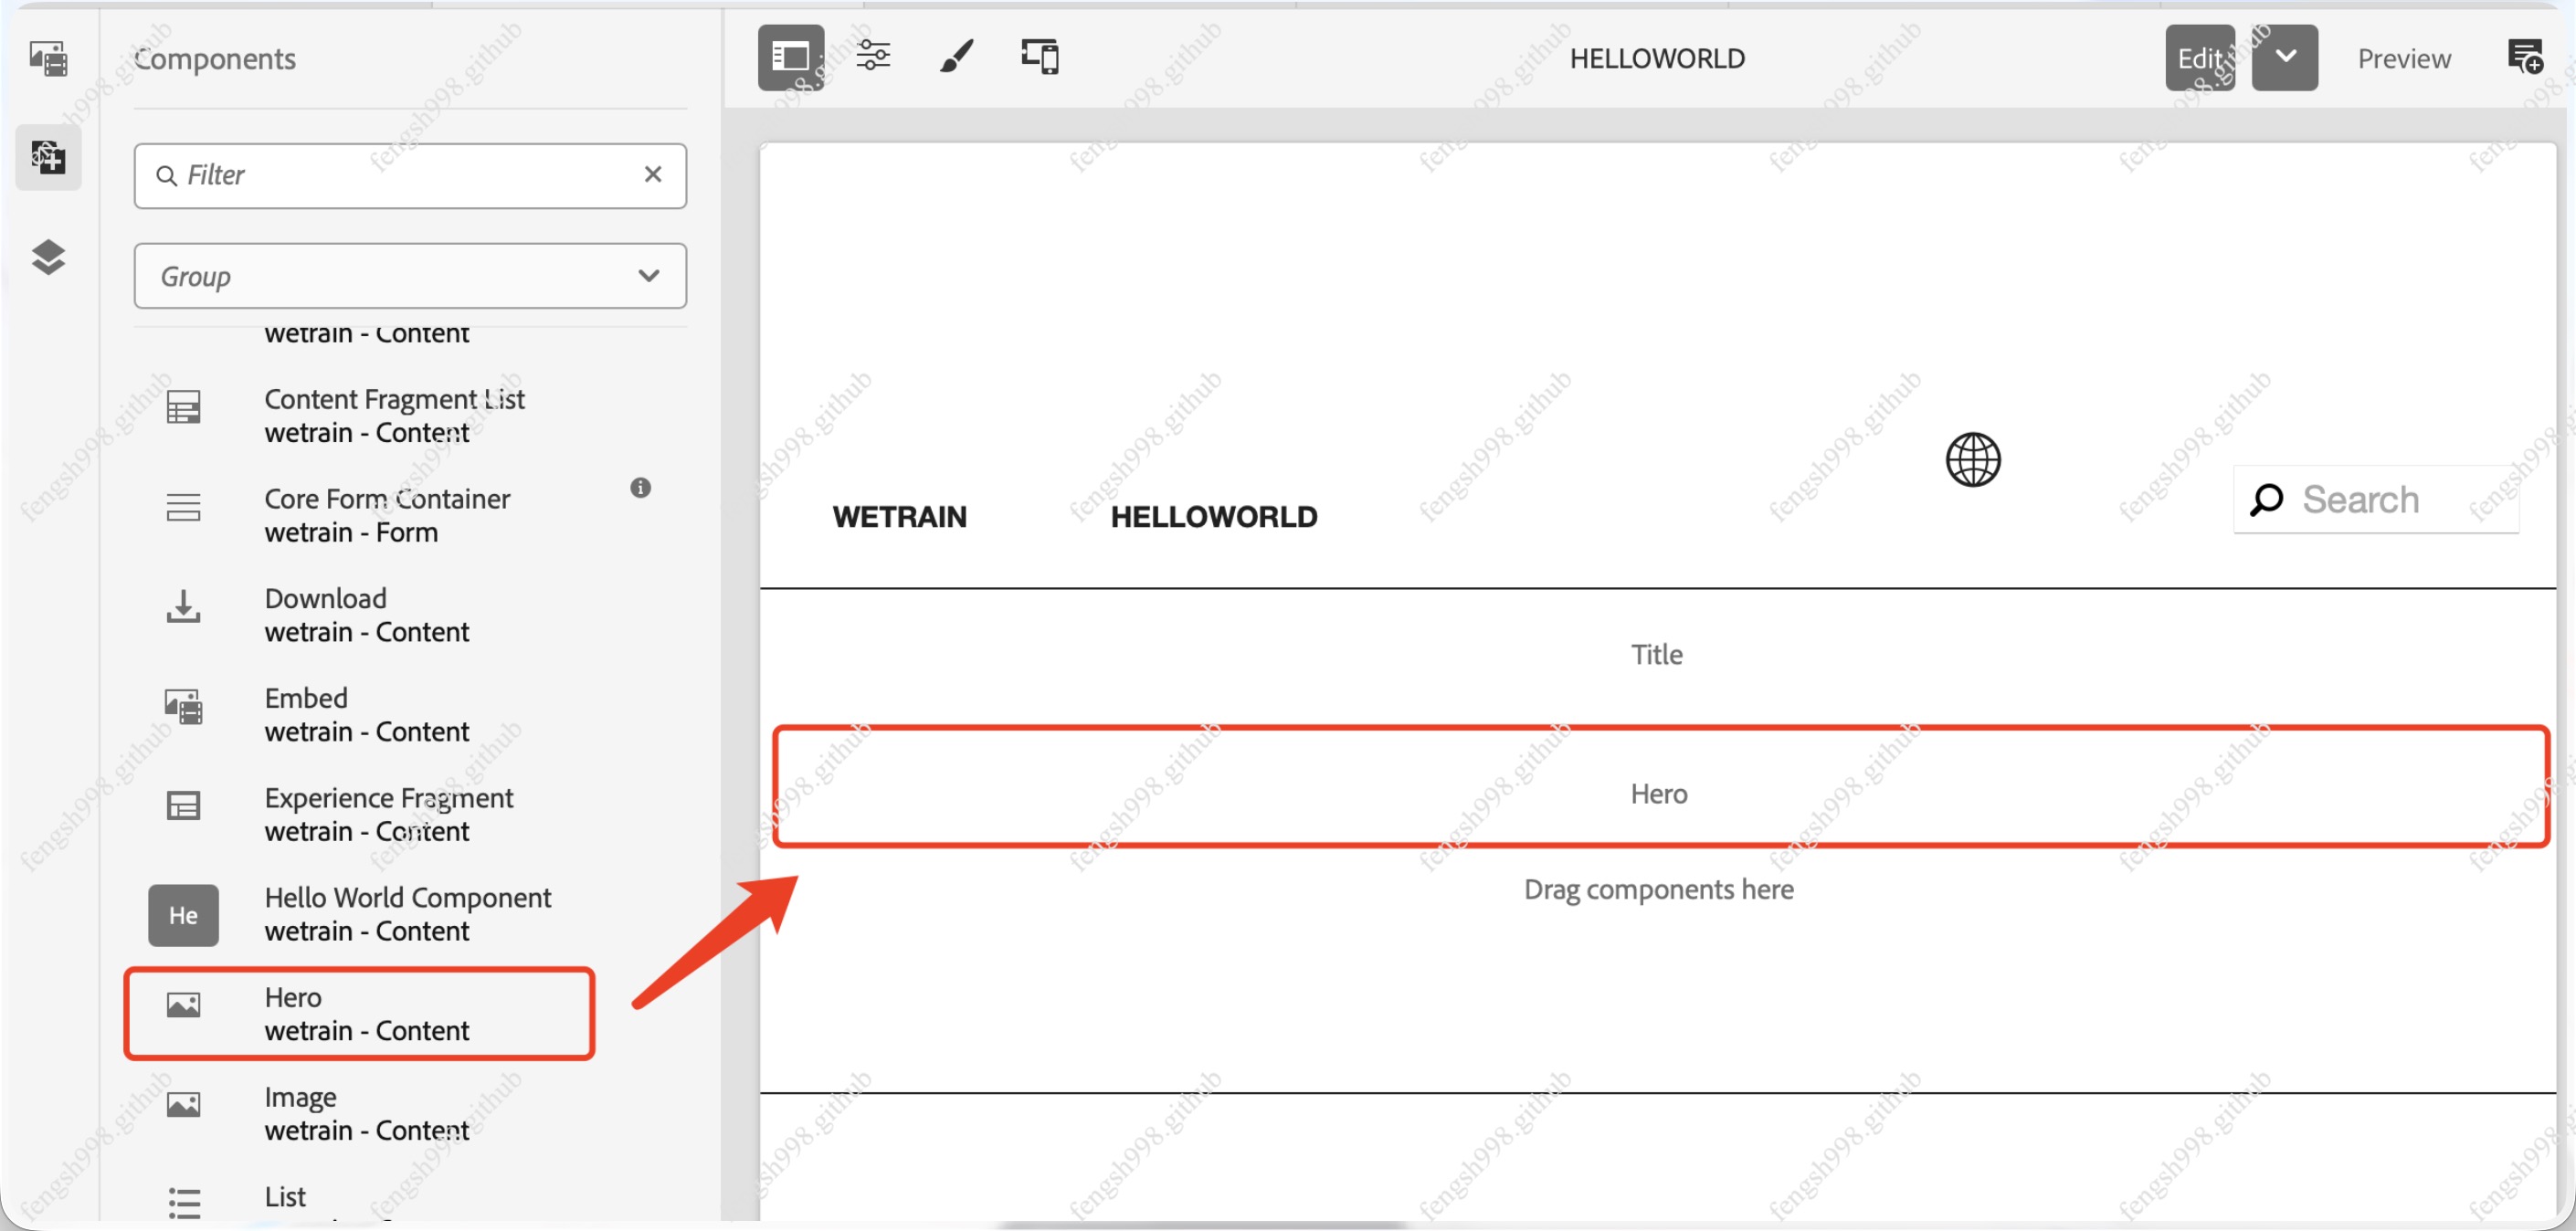 Components
Filter
Group
wetrain - Content
Content Fragment List
wetrain - Content
Core Form Container
wetrain - Form
Download
wetrain - Content
Embed
wetrain - Content
Experience Fragment
wetrain - Content
He
Hello World Component
wetrain - Content
Hero
wetrain - Content
Image
wetrain - Content
List
HELLOWORLD
Edit
Preview
WETRAIN
HELLOWORLD
Search
Title
Hero
Drag components here
fengsh998.github